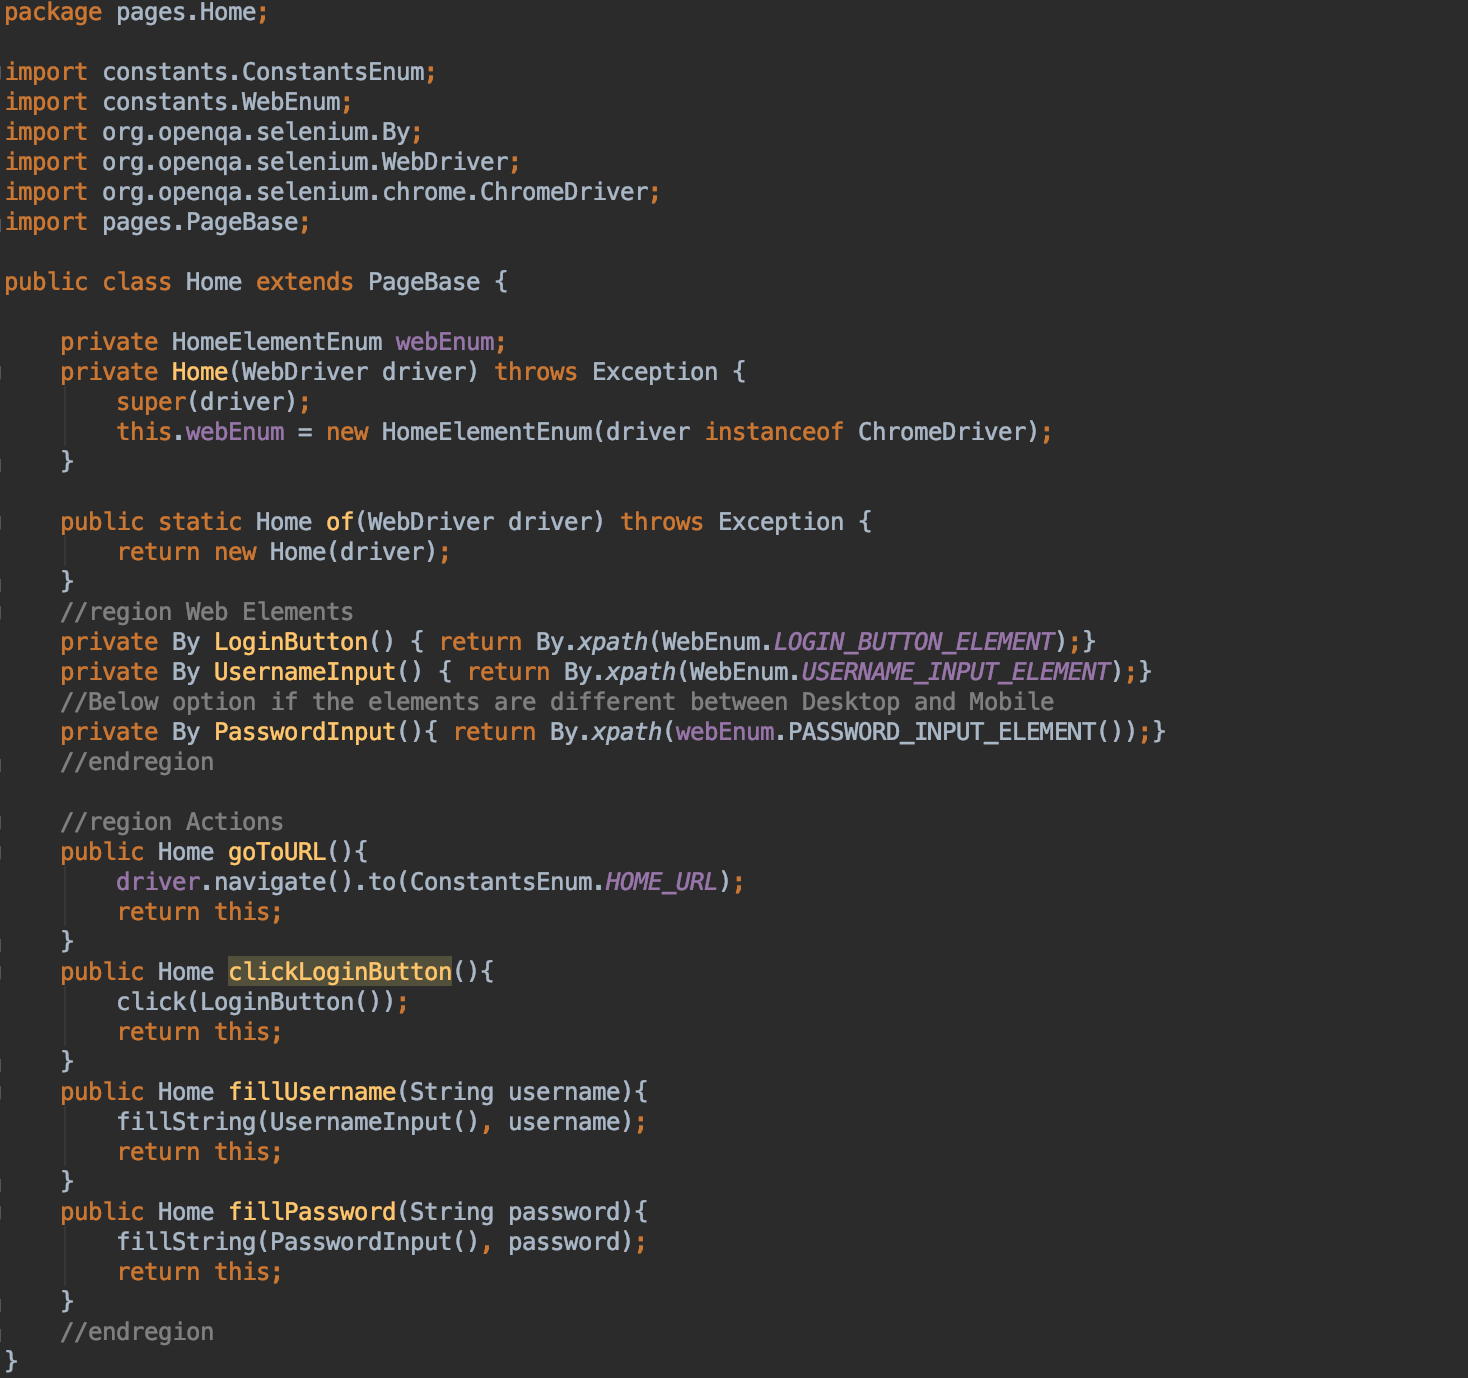 package pages.Home;
import constants.ConstantsEnum;
import constants.WebEnum;
import org.openqa.selenium.By;
import org.openqa.selenium.WebDriver;
import org.openqa.selenium.chrome.ChromeDriver;
import pages.PageBase;
public class Home extends PageBase {
private HomeElementEnum webEnum;
private Home(WebDriver driver) throws Exception {
super(driver);
this.webEnum = new HomeElementEnum(driver instanceof ChromeDriver);
}
public static Home of(WebDriver driver) throws Exception {
return new Home(driver);
}
//region Web Elements
private By LoginButton() { return By.xpath(WebEnum.LOGIN_BUTTON_ELEMENT);}
private By UsernameInput() { return By.xpath(WebEnum.USERNAME_INPUT_ELEMENT);}
//Below option if the elements are different between Desktop and Mobile
private By PasswordInput(){ return By.xpath(webEnum.PASSWORD_INPUT_ELEMENT());}
//endregion
//region Actions
public Home goToURL(){
driver.navigate().to(ConstantsEnum.HOME_URL);
return this;
}
public Home clickLoginButton(){
click(LoginButton());
return this;
}
public Home fillUsername(String username){
fillString(UsernameInput(), username);
return this;
}
public Home fillPassword(String password){
fillString(PasswordInput(), password);
return this;
}
//endregion
}